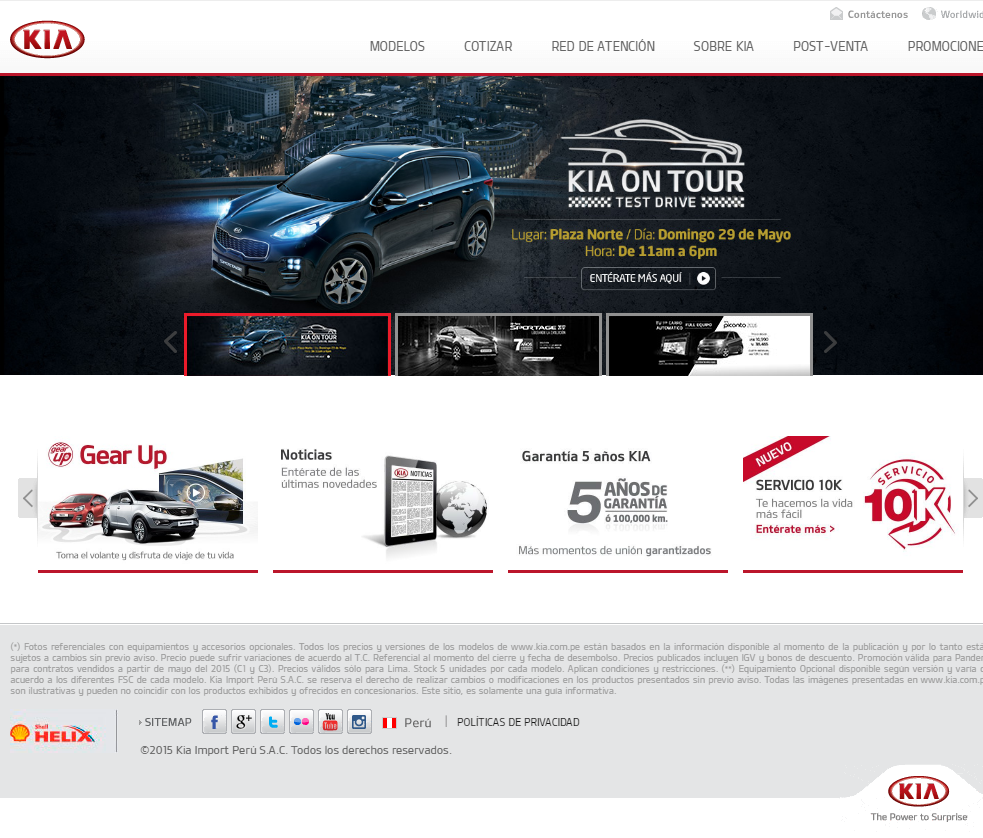 Contáctenos
Worldwid
KIA
MODELOS
COTIZAR
RED DE ATENCIÓN
SOBRE KIA
POST-VENTA
PROMOCIONE
KIA ON TOUR
TEST DRIVE
Lugar: Plaza Norte / Día: Domingo 29 de Mayo
Hora: De 11am a 6pm
ENTÉRATE MÁS AQUÍ
KIA ON TOUR
SPORTAGE
7 AÑOS
TU 1ER CARRO FULL EQUIPO
AUTOMÁTICO
picanto 2016
gear up
Gear Up
Toma el volante y disfruta de viaje de tu vida
Noticias
Entérate de las
últimas novedades
KIA NOTICIAS
Garantía 5 años KIA
5 AÑOS DE
GARANTÍA
ó 100,000 km.
Más momentos de unión garantizados
NUEVO
SERVICIO 10K
Te hacemos la vida
más fácil
Entérate más >
SERVICIO
10K
(*) Fotos referenciales con equipamientos y accesorios opcionales. Todos los precios y versiones de los modelos de www.kia.com.pe están basados en la información disponible al momento de la publicación y por lo tanto está
sujetos a cambios sin previo aviso. Precio puede sufrir variaciones de acuerdo al T.C. Referencial al momento del cierre y fecha de desembolso. Precios publicados incluyen IGV y bonos de descuento. Promoción válida para Pander
para contratos vendidos a partir de mayo del 2015 (C1 y C3). Precios válidos sólo para Lima. Stock 5 unidades por cada modelo. Aplican condiciones y restricciones. (**) Equipamiento Opcional disponible según versión y varía d
acuerdo a los diferentes FSC de cada modelo. Kia Import Perú S.A.C. se reserva el derecho de realizar cambios o modificaciones en los productos presentados sin previo aviso. Todas las imágenes presentadas en www.kia.com.p
son ilustrativas y pueden no coincidir con los productos exhibidos y ofrecidos en concesionarios. Este sitio, es solamente una guía informativa.
Shell
HELIX
SITEMAP
f
g+
You
Tube
Perú
POLÍTICAS DE PRIVACIDAD
©2015 Kia Import Perú S.A.C. Todos los derechos reservados.
KIA
The Power to Surprise